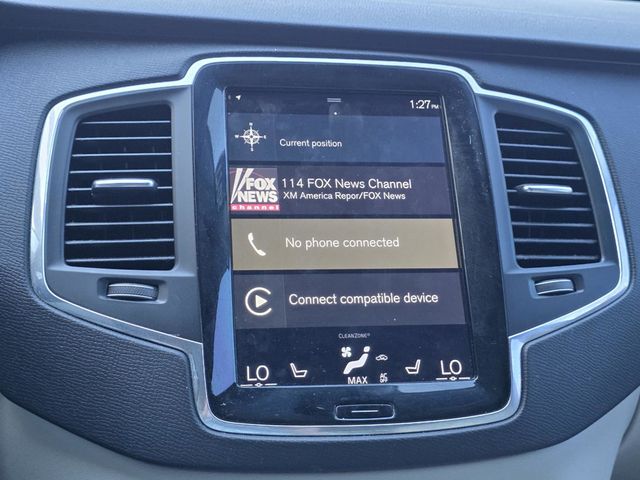 1:27 PM
N
W E
S
Current position
FOX
NEWS
channel
114 FOX News Channel
XM America Repor/FOX News
No phone connected
Connect compatible device
CLEANZONE
LO
MAX
LO